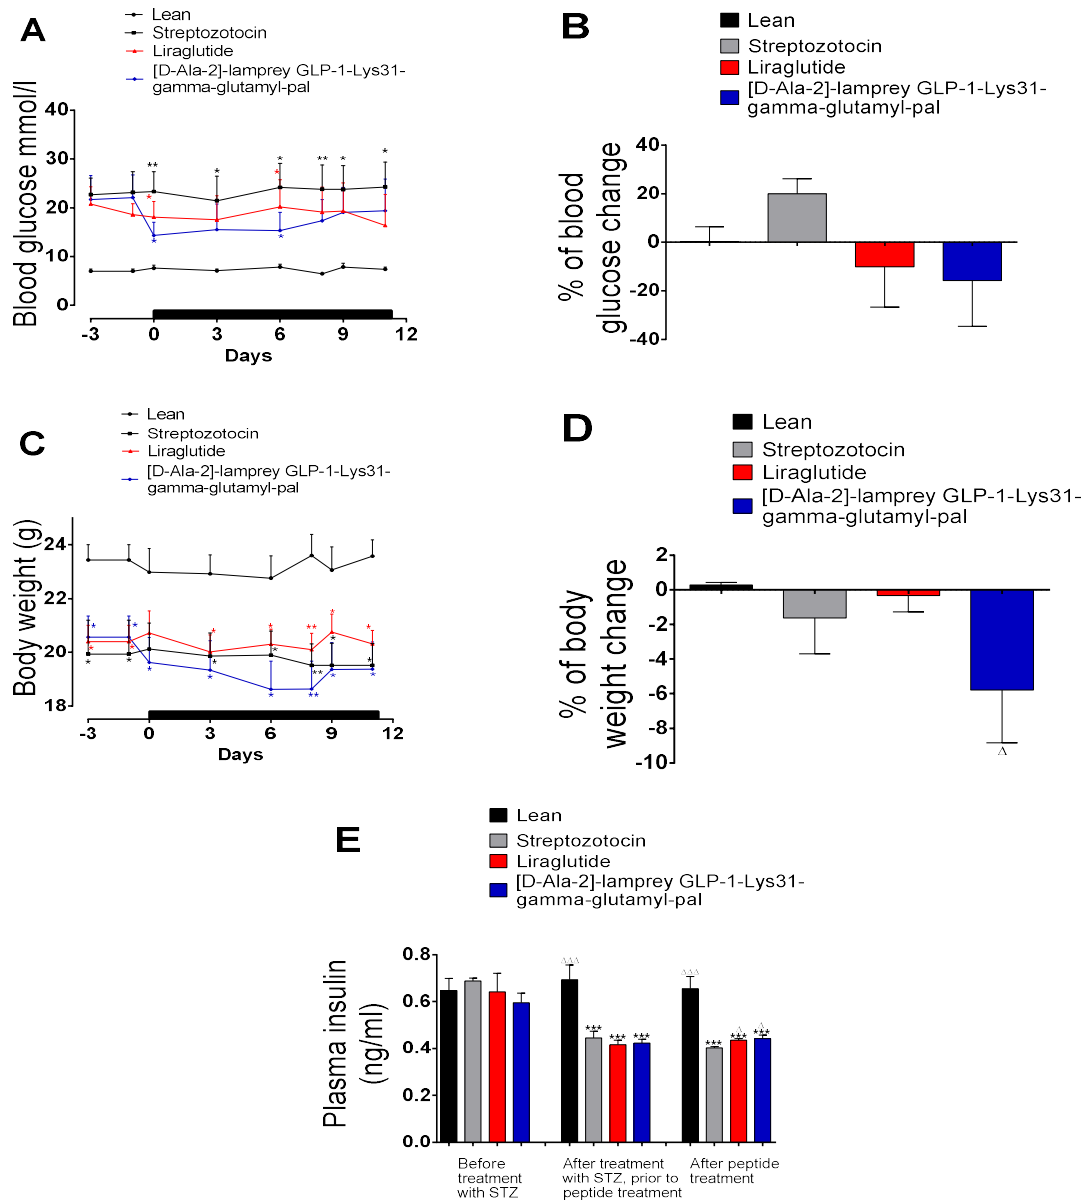 A
Lean
Streptozotocin
Liraglutide
[D-Ala-2]-lamprey GLP-1-Lys31-
gamma-glutamyl-pal
Blood glucose mmol/l
40
30
20
10
0
** * * * ** * *
* * *
-3 0 3 6 9 12
Days
B
Lean
Streptozotocin
Liraglutide
[D-Ala-2]-lamprey GLP-1-Lys31-
gamma-glutamyl-pal
% of blood
glucose change
40
20
0
-20
-40
C
Lean
Streptozotocin
Liraglutide
[D-Ala-2]-lamprey GLP-1-Lys31-
gamma-glutamyl-pal
Body weight (g)
24
22
20
18
-3 0 3 6 9 12
Days
D
Lean
Streptozotocin
Liraglutide
[D-Ala-2]-lamprey GLP-1-Lys31-
gamma-glutamyl-pal
% of body
weight change
2
0
-2
-4
-6
-8
-10
Δ
E
Lean
Streptozotocin
Liraglutide
[D-Ala-2]-lamprey GLP-1-Lys31-
gamma-glutamyl-pal
Plasma insulin
(ng/ml)
0.8
0.6
0.4
0.2
0.0
ΔΔΔ ΔΔΔ
Δ Δ
*** *** *** *** *** ***
Before
treatment
with STZ
After treatment
with STZ, prior to
peptide treatment
After peptide
treatment